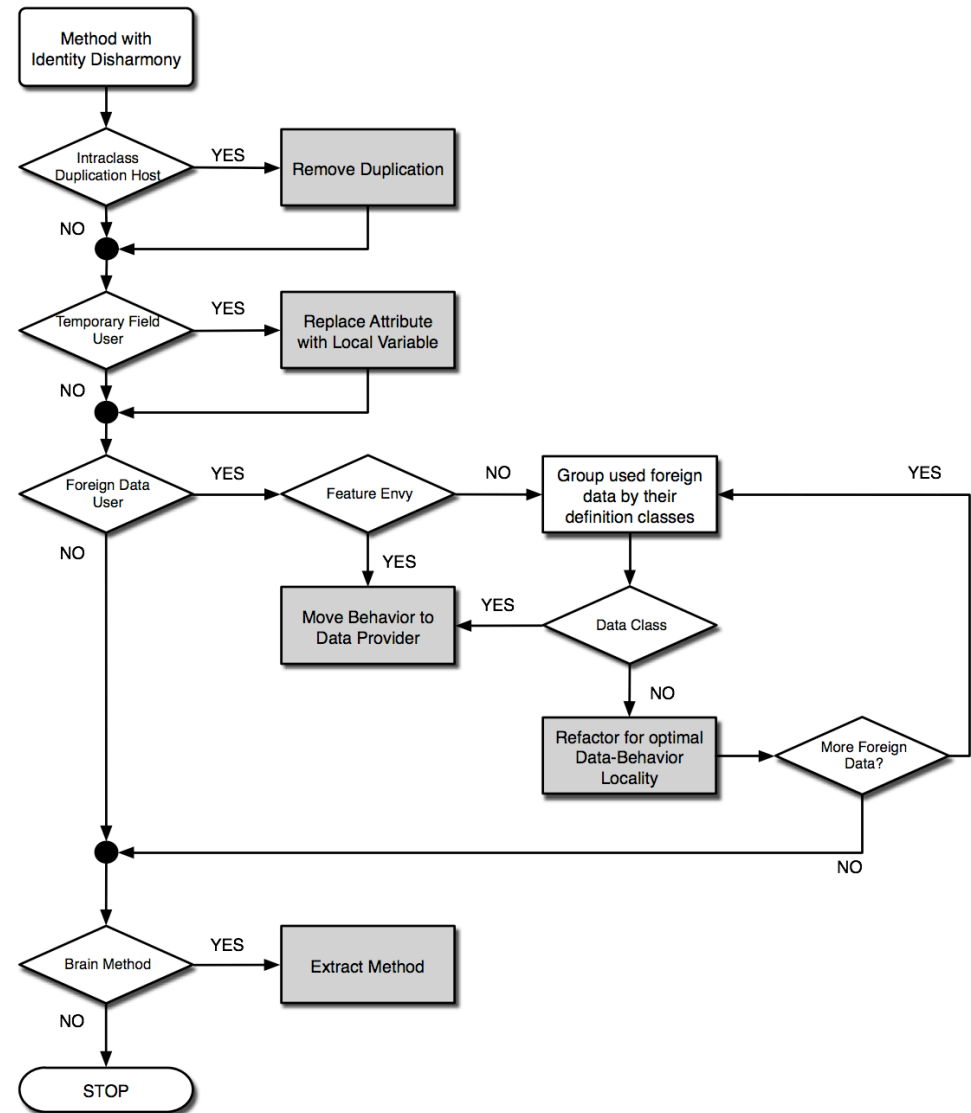 Method with
Identity Disharmony
Intraclass
Duplication Host
YES
Remove Duplication
NO
Temporary Field
User
YES
Replace Attribute
with Local Variable
NO
Foreign Data
User
YES
Feature Envy
NO
Group used foreign
data by their
definition classes
YES
NO
YES
Move Behavior to
Data Provider
YES
Data Class
NO
Refactor for optimal
Data-Behavior
Locality
More Foreign
Data?
NO
Brain Method
YES
Extract Method
NO
STOP